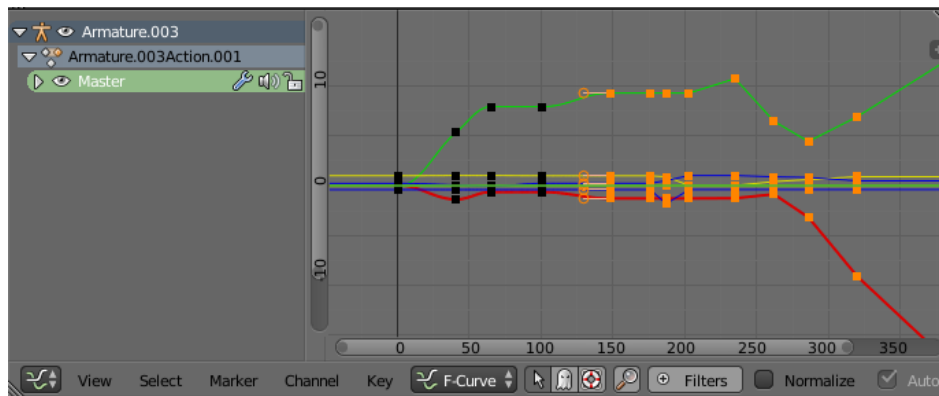 Armature.003
Armature.003Action.001
Master
10
0
-10
0 50 100 150 200 250 300 350
View Select Marker Channel Key F-Curve Filters Normalize Auto